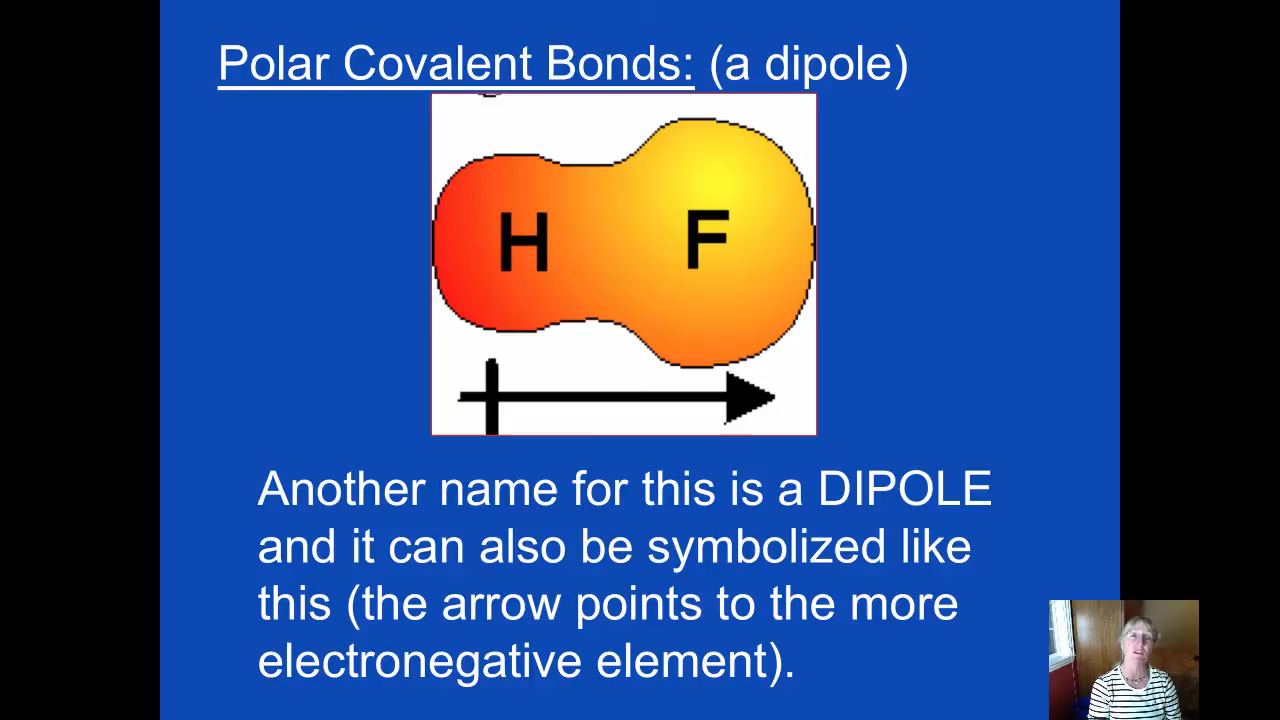 Polar Covalent Bonds: (a dipole)
H F
Another name for this is a DIPOLE
and it can also be symbolized like
this (the arrow points to the more
electronegative element).